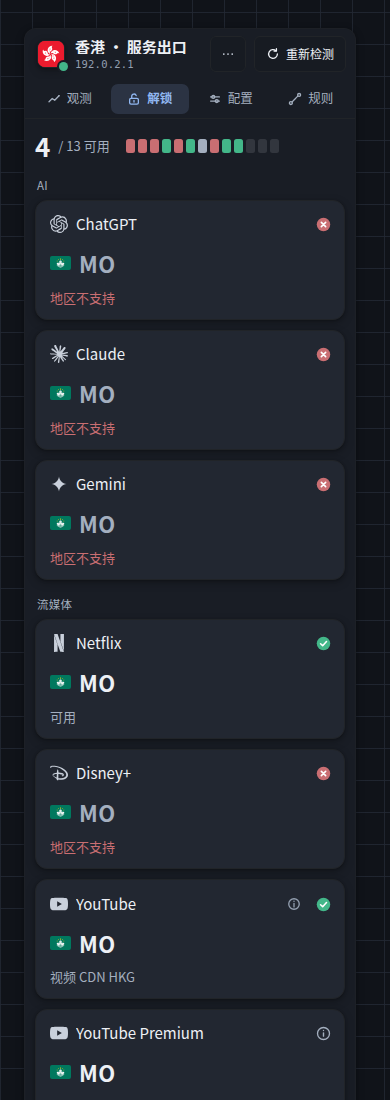 香港 · 服务出口
192.0.2.1
···
重新检测
观测
解锁
配置
规则
4 / 13 可用
AI
ChatGPT
MO
地区不支持
Claude
MO
地区不支持
Gemini
MO
地区不支持
流媒体
Netflix
MO
可用
Disney+
MO
地区不支持
YouTube
MO
视频 CDN HKG
YouTube Premium
MO